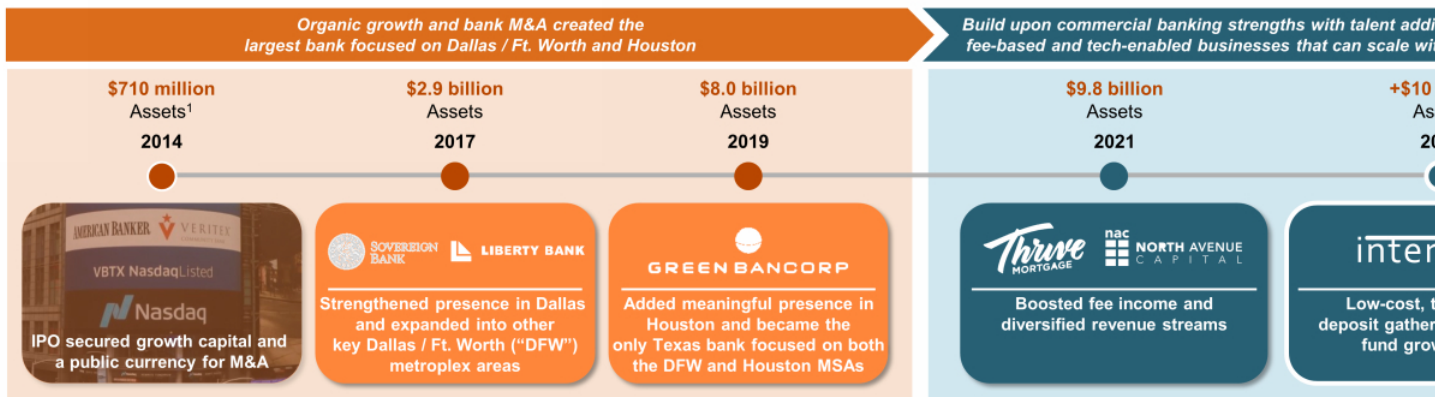 Organic growth and bank M&A created the
largest bank focused on Dallas / Ft. Worth and Houston
Build upon commercial banking strengths with talent
fee-based and tech-enabled businesses that can scale
$710 million
Assets¹
2014
$2.9 billion
Assets
2017
$8.0 billion
Assets
2019
$9.8 billion
Assets
2021
+$10
AMERICAN BANKER
VERITEX
VBTX NasdaqListed
Nasdaq
IPO secured growth capital and
a public currency for M&A
SOVEREIGN
BANK
LIBERTY BANK
Strengthened presence in Dallas
and expanded into other
key Dallas / Ft. Worth (“DFW”)
metroplex areas
GREEN BANCORP
Added meaningful presence in
Houston and became the
only Texas bank focused on both
the DFW and Houston MSAs
Thrive
MORTGAGE
nac
NORTH AVENUE
CAPITAL
Boosted fee income and
diversified revenue streams
Low-cost,
deposit
fund